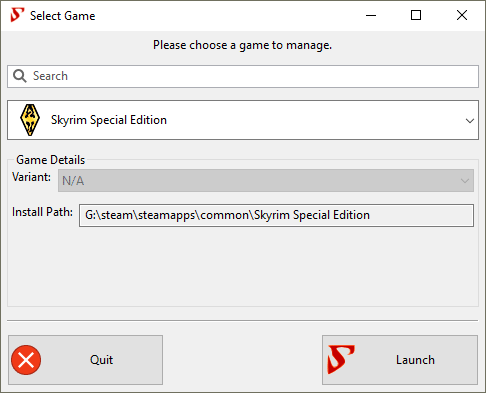 Select Game
Please choose a game to manage.
Search
Skyrim Special Edition
Game Details
Variant: N/A
Install Path: G:\steam\steamapps\common\Skyrim Special Edition
Quit Launch